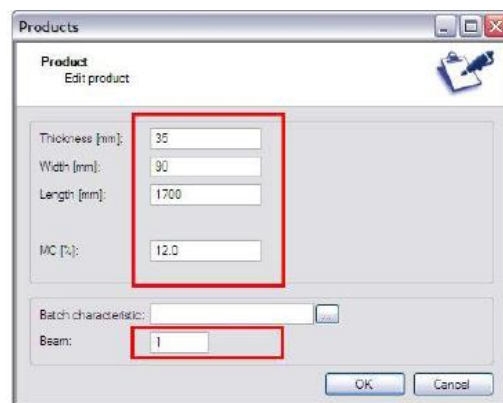 Products
Product
Edit product
Thickness [mm]: 35
Width [mm]: 90
Length [mm]: 1700
MC [%]: 12.0
Batch characteristic: ...
Beam: 1
OK Cancel